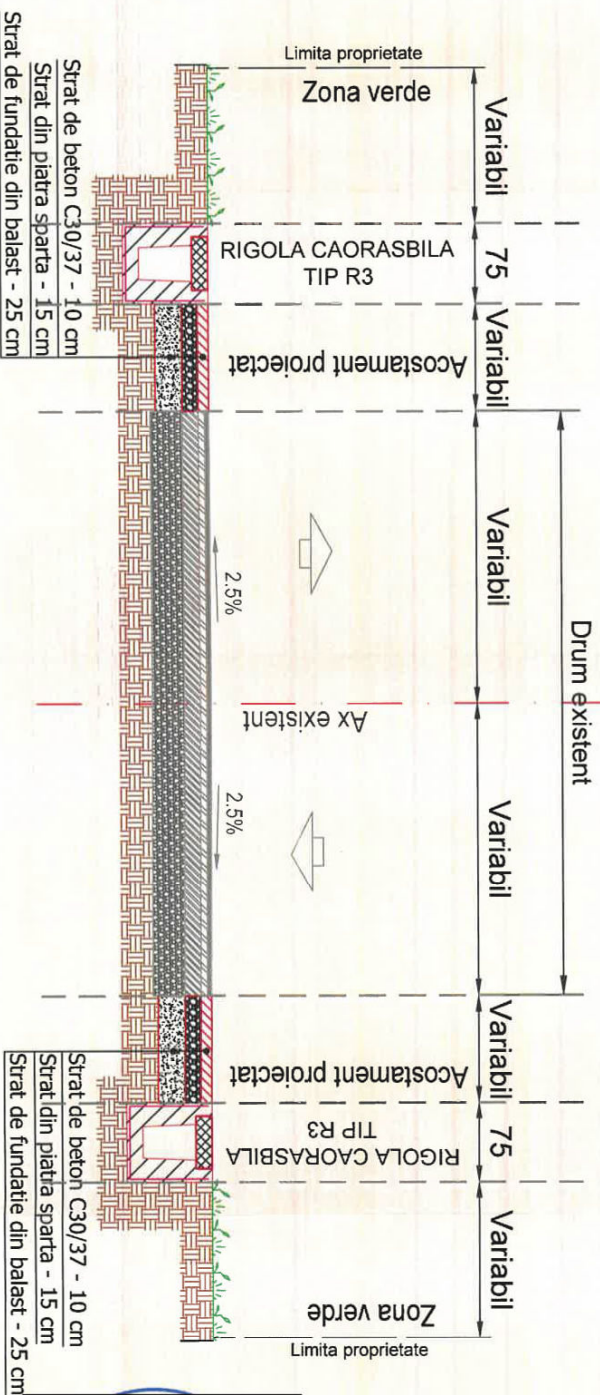 Drum existent
Variabil
75
Variabil
Variabil
Variabil
Variabil
75
Variabil
Limita proprietate
Zona verde
RIGOLA CAORASBILA
TIP R3
Acostament proiectat
Ax existent
Acostament proiectat
RIGOLA CAORASBILA
TIP R3
Zona verde
Limita proprietate
2.5%
2.5%
Strat de beton C30/37 - 10 cm
Strat din piatra sparta - 15 cm
Strat de fundatie din balast - 25 cm
Strat de beton C30/37 - 10 cm
Strat din piatra sparta - 15 cm
Strat de fundatie din balast - 25 cm